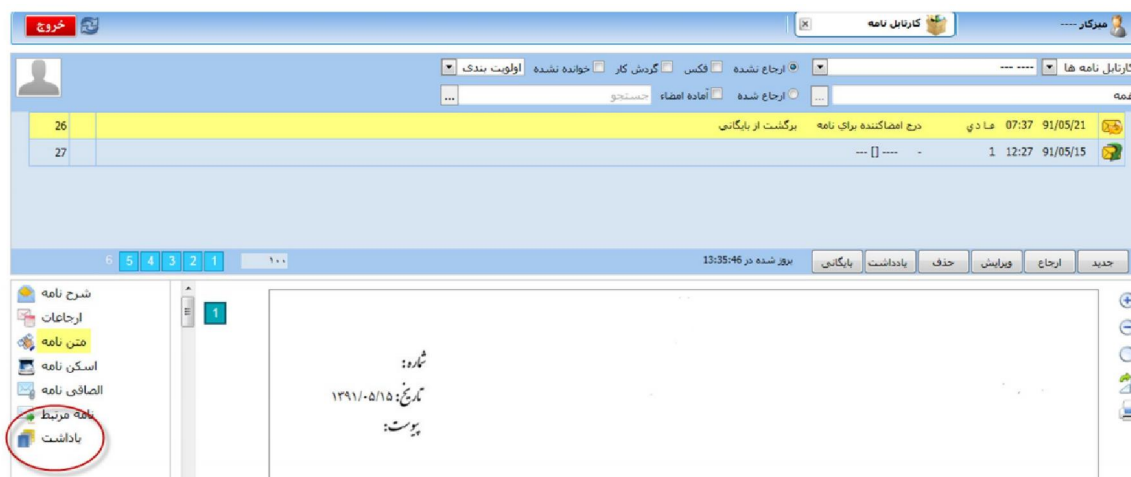 میزکار ----
کارتابل نامه
خروج
کارتابل نامه ها
---- ---
---- ---
ارجاع نشده
فکس
گردش کار
خوانده نشده
اولویت بندی
همه
...
ارجاع شده
آماده امضاء
جستجو
...
91/05/21 07:37 هادي درج امضاکننده براي نامه برگشت از بایگانی 26
91/05/15 12:27 1 - ---- [] --- 27
جدید ارجاع ویرایش حذف یادداشت بایگانی
بروز شده در 13:35:46
۱۰۰
1 2 3 4 5 6
شرح نامه
ارجاعات
متن نامه
اسکن نامه
الصاقی نامه
نامه مرتبط
یاداشت
1
شماره:
تاریخ: ۱۳۹۱/۰۵/۱۵
پیوست: